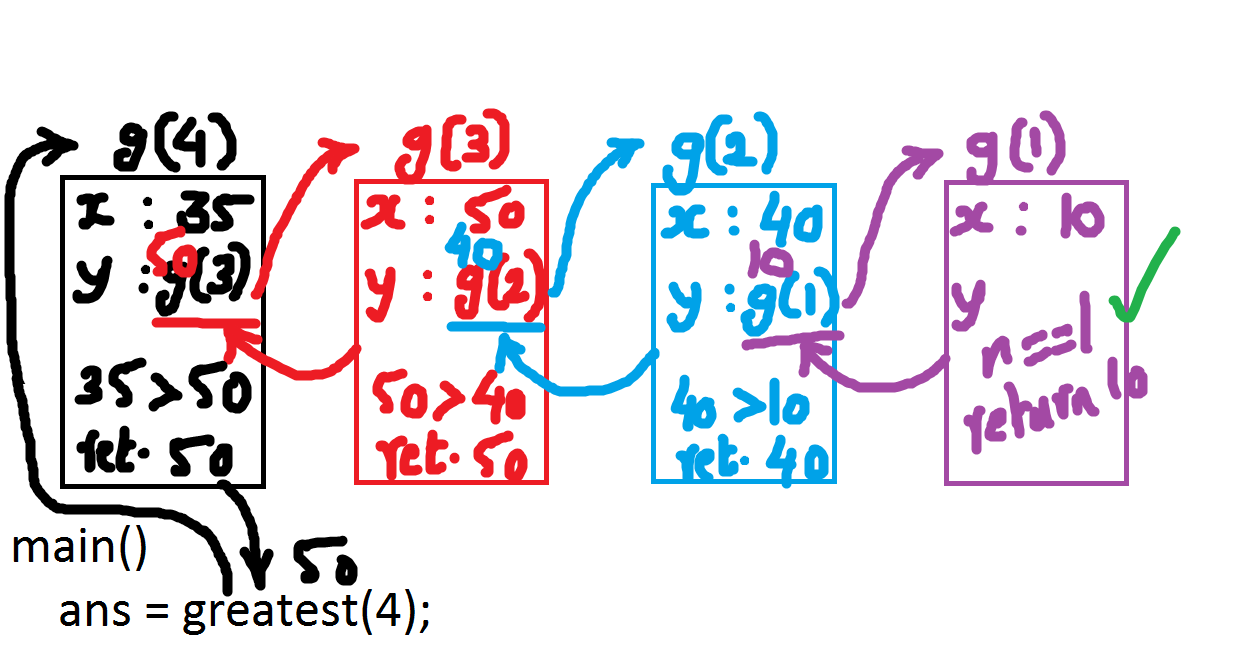 g(4)
x : 35
50
y : g(3)
35 > 50
ret. 50
g(3)
x : 50
40
y : g(2)
50 > 40
ret. 50
g(2)
x : 40
10
y : g(1)
40 > 10
ret. 40
g(1)
x : 10
y
n==1
return 10
main()
50
ans = greatest(4);